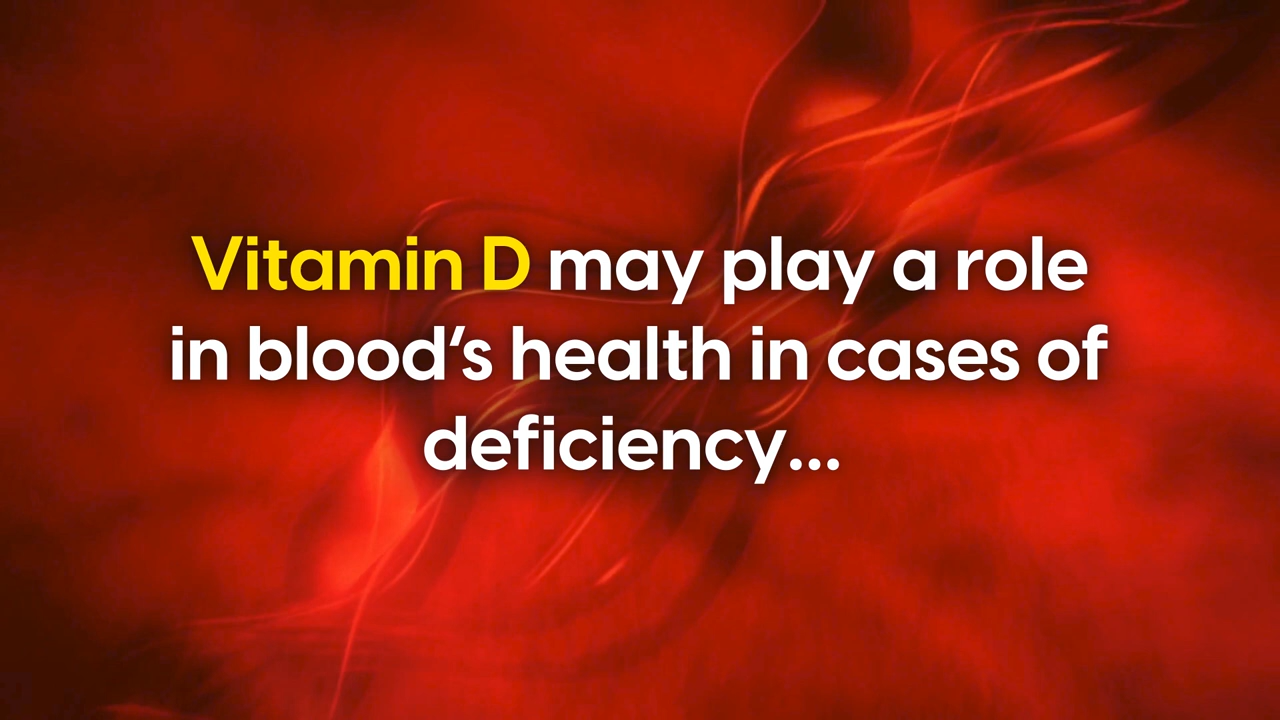 Vitamin D may play a role
in blood’s health in cases of
deficiency...